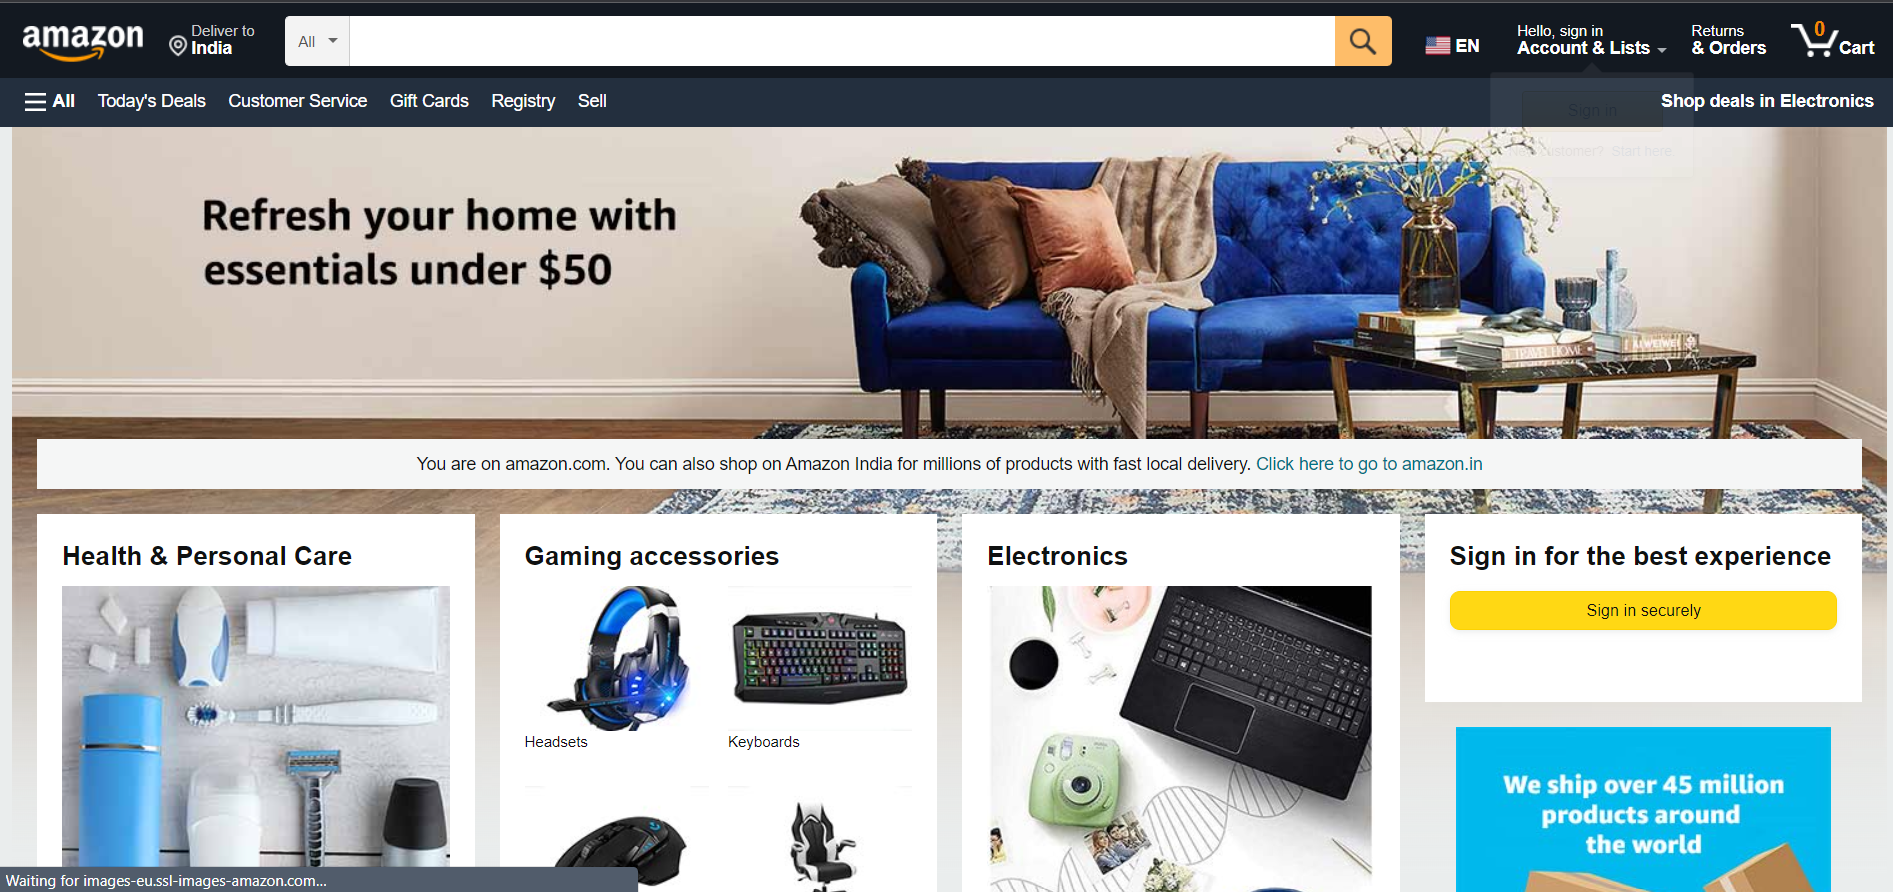 amazon
Deliver to
India
All
EN
Hello, sign in
Account & Lists
Returns
& Orders
0
Cart
All
Today's Deals
Customer Service
Gift Cards
Registry
Sell
Sign in
Shop deals in Electronics
customer? Start here
Refresh your home with
essentials under $50
TRAVEL HOME
AI WEIWEI
You are on amazon.com. You can also shop on Amazon India for millions of products with fast local delivery. Click here to go to amazon.in
Health & Personal Care
Gaming accessories
Headsets
Keyboards
Electronics
Sign in for the best experience
Sign in securely
We ship over 45 million
products around
the world
Waiting for images-eu.ssl-images-amazon.com...